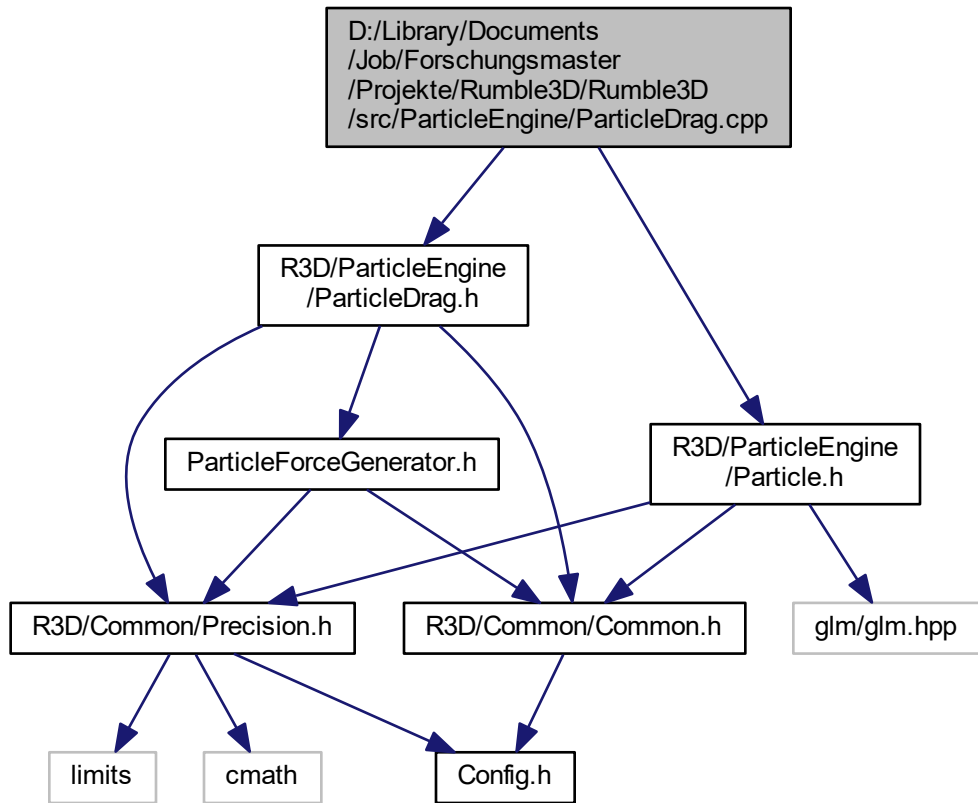 D:/Library/Documents
/Job/Forschungsmaster
/Projekte/Rumble3D/Rumble3D
/src/ParticleEngine/ParticleDrag.cpp
R3D/ParticleEngine
/ParticleDrag.h
ParticleForceGenerator.h
R3D/ParticleEngine
/Particle.h
R3D/Common/Precision.h
R3D/Common/Common.h
glm/glm.hpp
limits
cmath
Config.h